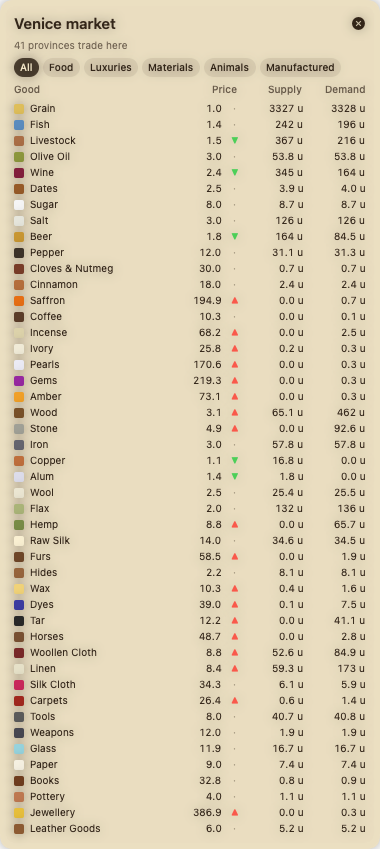 Venice market
41 provinces trade here
All Food Luxuries Materials Animals Manufactured
Good Price Supply Demand
Grain 1.0 · 3327 u 3328 u
Fish 1.4 · 242 u 196 u
Livestock 1.5 ▼ 367 u 216 u
Olive Oil 3.0 · 53.8 u 53.8 u
Wine 2.4 ▼ 345 u 164 u
Dates 2.5 · 3.9 u 4.0 u
Sugar 8.0 · 8.7 u 8.7 u
Salt 3.0 · 126 u 126 u
Beer 1.8 ▼ 164 u 84.5 u
Pepper 12.0 · 31.1 u 31.3 u
Cloves & Nutmeg 30.0 · 0.7 u 0.7 u
Cinnamon 18.0 · 2.4 u 2.4 u
Saffron 194.9 ▲ 0.0 u 0.7 u
Coffee 10.3 · 0.0 u 0.1 u
Incense 68.2 ▲ 0.0 u 2.5 u
Ivory 25.8 ▲ 0.2 u 0.3 u
Pearls 170.6 ▲ 0.0 u 0.3 u
Gems 219.3 ▲ 0.0 u 0.3 u
Amber 73.1 ▲ 0.0 u 0.3 u
Wood 3.1 ▲ 65.1 u 462 u
Stone 4.9 ▲ 0.0 u 92.6 u
Iron 3.0 · 57.8 u 57.8 u
Copper 1.1 ▼ 16.8 u 0.0 u
Alum 1.4 ▼ 1.8 u 0.0 u
Wool 2.5 · 25.4 u 25.5 u
Flax 2.0 · 132 u 136 u
Hemp 8.8 ▲ 0.0 u 65.7 u
Raw Silk 14.0 · 34.6 u 34.5 u
Furs 58.5 ▲ 0.0 u 1.9 u
Hides 2.2 · 8.1 u 8.1 u
Wax 10.3 ▲ 0.4 u 1.6 u
Dyes 39.0 ▲ 0.1 u 7.5 u
Tar 12.2 ▲ 0.0 u 41.1 u
Horses 48.7 ▲ 0.0 u 2.8 u
Woollen Cloth 8.8 ▲ 52.6 u 84.9 u
Linen 8.4 ▲ 59.3 u 173 u
Silk Cloth 34.3 · 6.1 u 5.9 u
Carpets 26.4 ▲ 0.6 u 1.4 u
Tools 8.0 · 40.7 u 40.8 u
Weapons 12.0 · 1.9 u 1.9 u
Glass 11.9 · 16.7 u 16.7 u
Paper 9.0 · 7.4 u 7.4 u
Books 32.8 · 0.8 u 0.9 u
Pottery 4.0 · 1.1 u 1.1 u
Jewellery 386.9 ▲ 0.0 u 0.3 u
Leather Goods 6.0 · 5.2 u 5.2 u